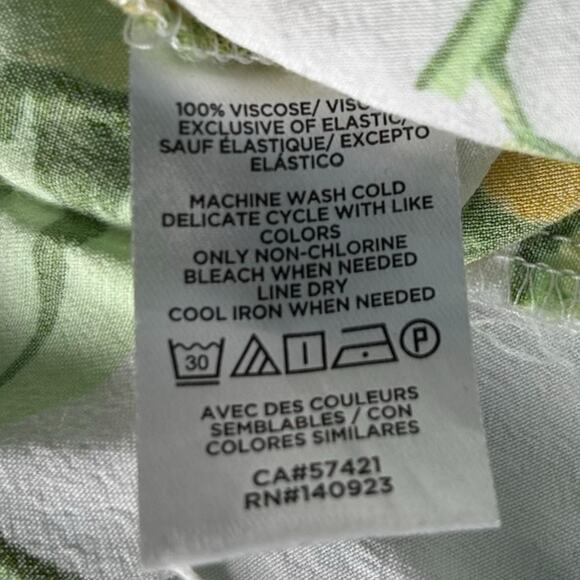 100% VISCOSE/
EXCLUSIVE OF ELASTIC/
SAUF ÉLASTIQUE/ EXCEPTO
ELÁSTICO
MACHINE WASH COLD
DELICATE CYCLE WITH LIKE
COLORS
ONLY NON-CHLORINE
BLEACH WHEN NEEDED
LINE DRY
COOL IRON WHEN NEEDED
30 P
AVEC DES COULEURS
SEMBLABLES / CON
COLORES SIMILARES
CA#57421
RN#140923